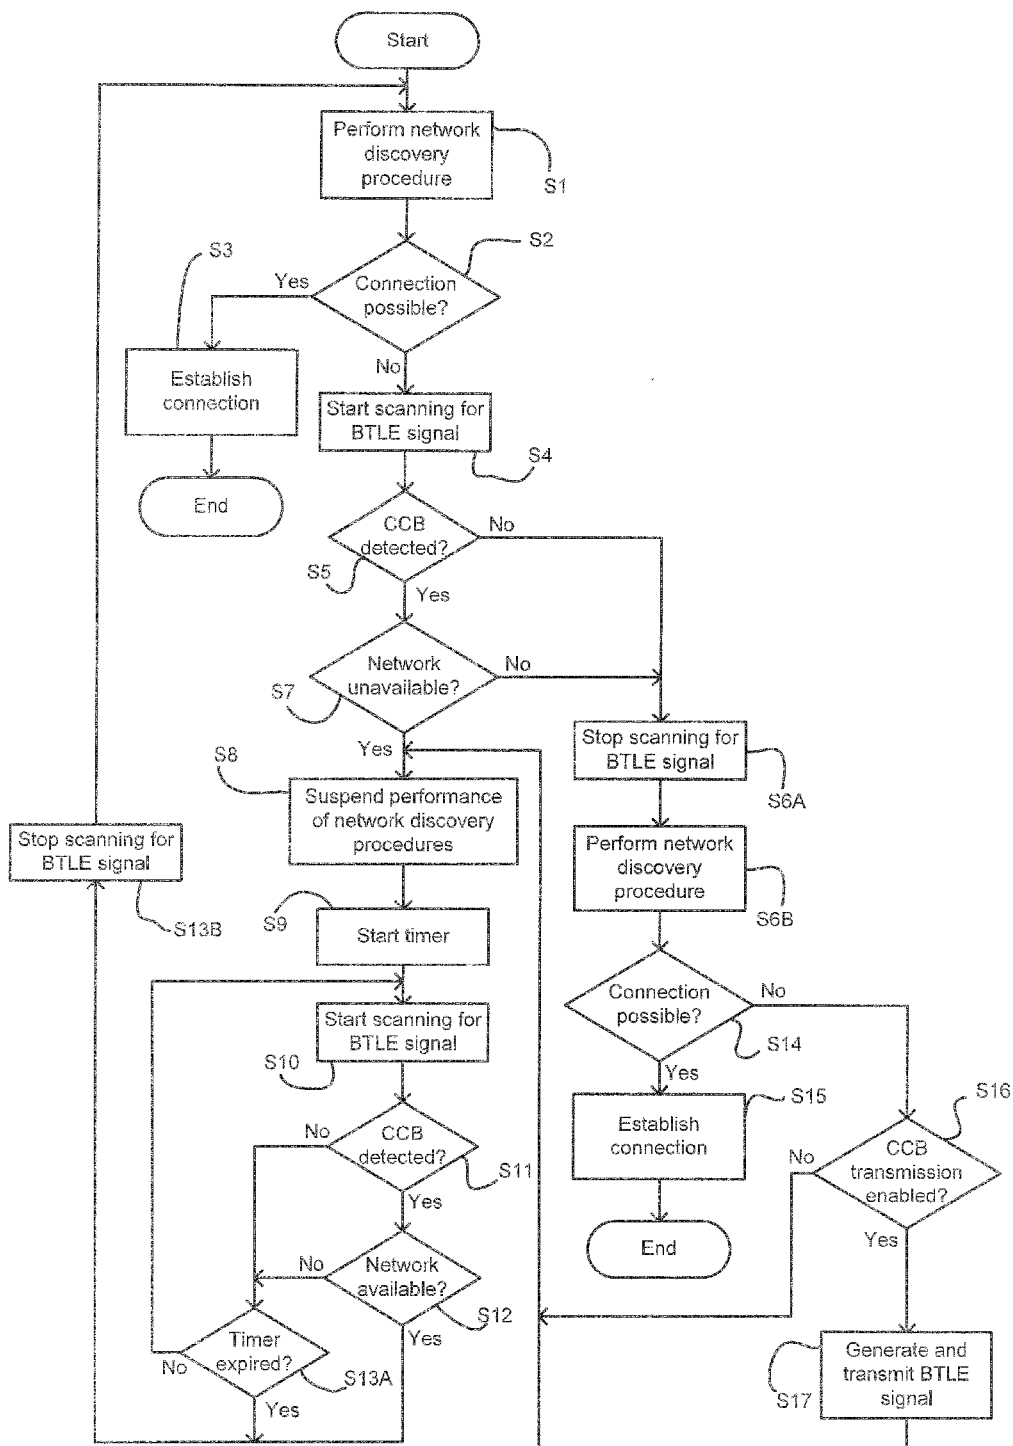 Start
Perform network
discovery
procedure
S1
S2
S3
Yes
Connection
possible?
No
Establish
connection
Start scanning for
BTLE signal
S4
End
CCB
detected?
No
S5
Yes
Network
unavailable?
No
S7
Yes
S8
Stop scanning for
BTLE signal
S6A
Suspend performance
of network discovery
procedures
Stop scanning for
BTLE signal
S13B
Perform network
discovery
procedure
S6B
S9
Start timer
Connection
possible?
No
S14
Start scanning for
BTLE signal
S10
Yes
S15
S16
Establish
connection
No
CCB
detected?
S11
Yes
No
CCB
transmission
enabled?
Yes
End
No
Network
available?
S12
Yes
Timer
expired?
No
S13A
Yes
Generate and
transmit BTLE
signal
S17